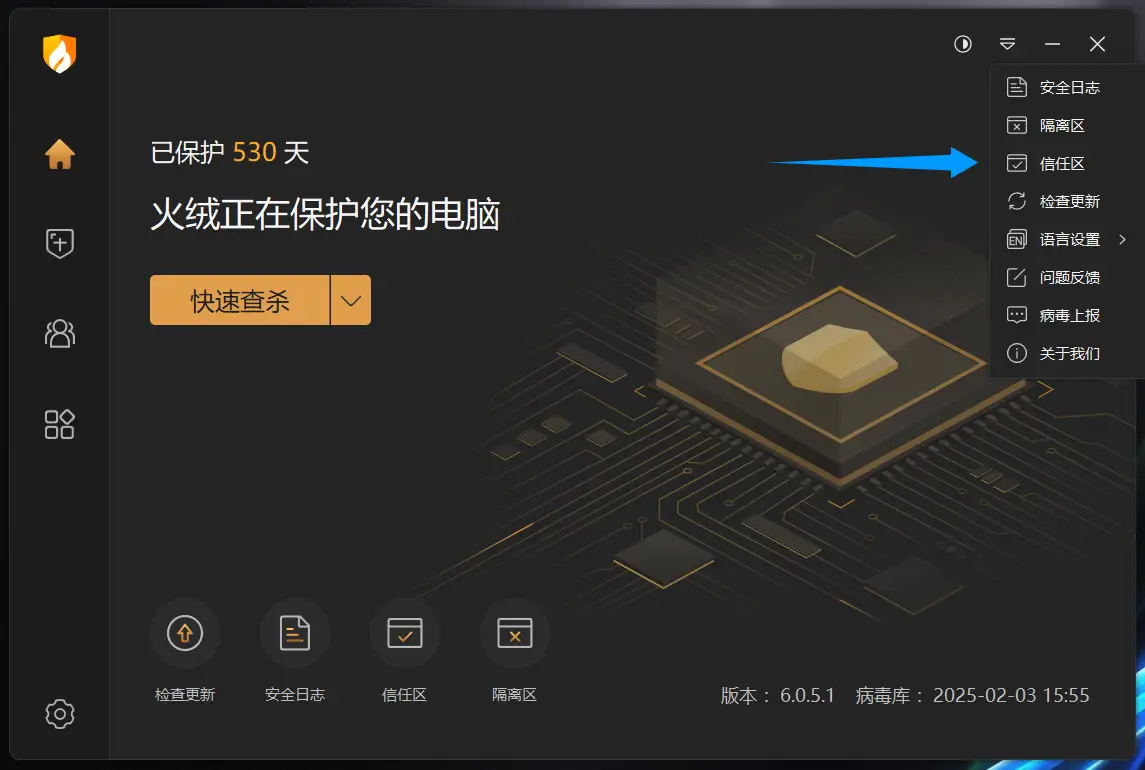 安全日志
隔离区
信任区
检查更新
EN 语言设置
问题反馈
病毒上报
关于我们
已保护 530 天
火绒正在保护您的电脑
快速查杀
检查更新
安全日志
信任区
隔离区
版本： 6.0.5.1 病毒库： 2025-02-03 15:55